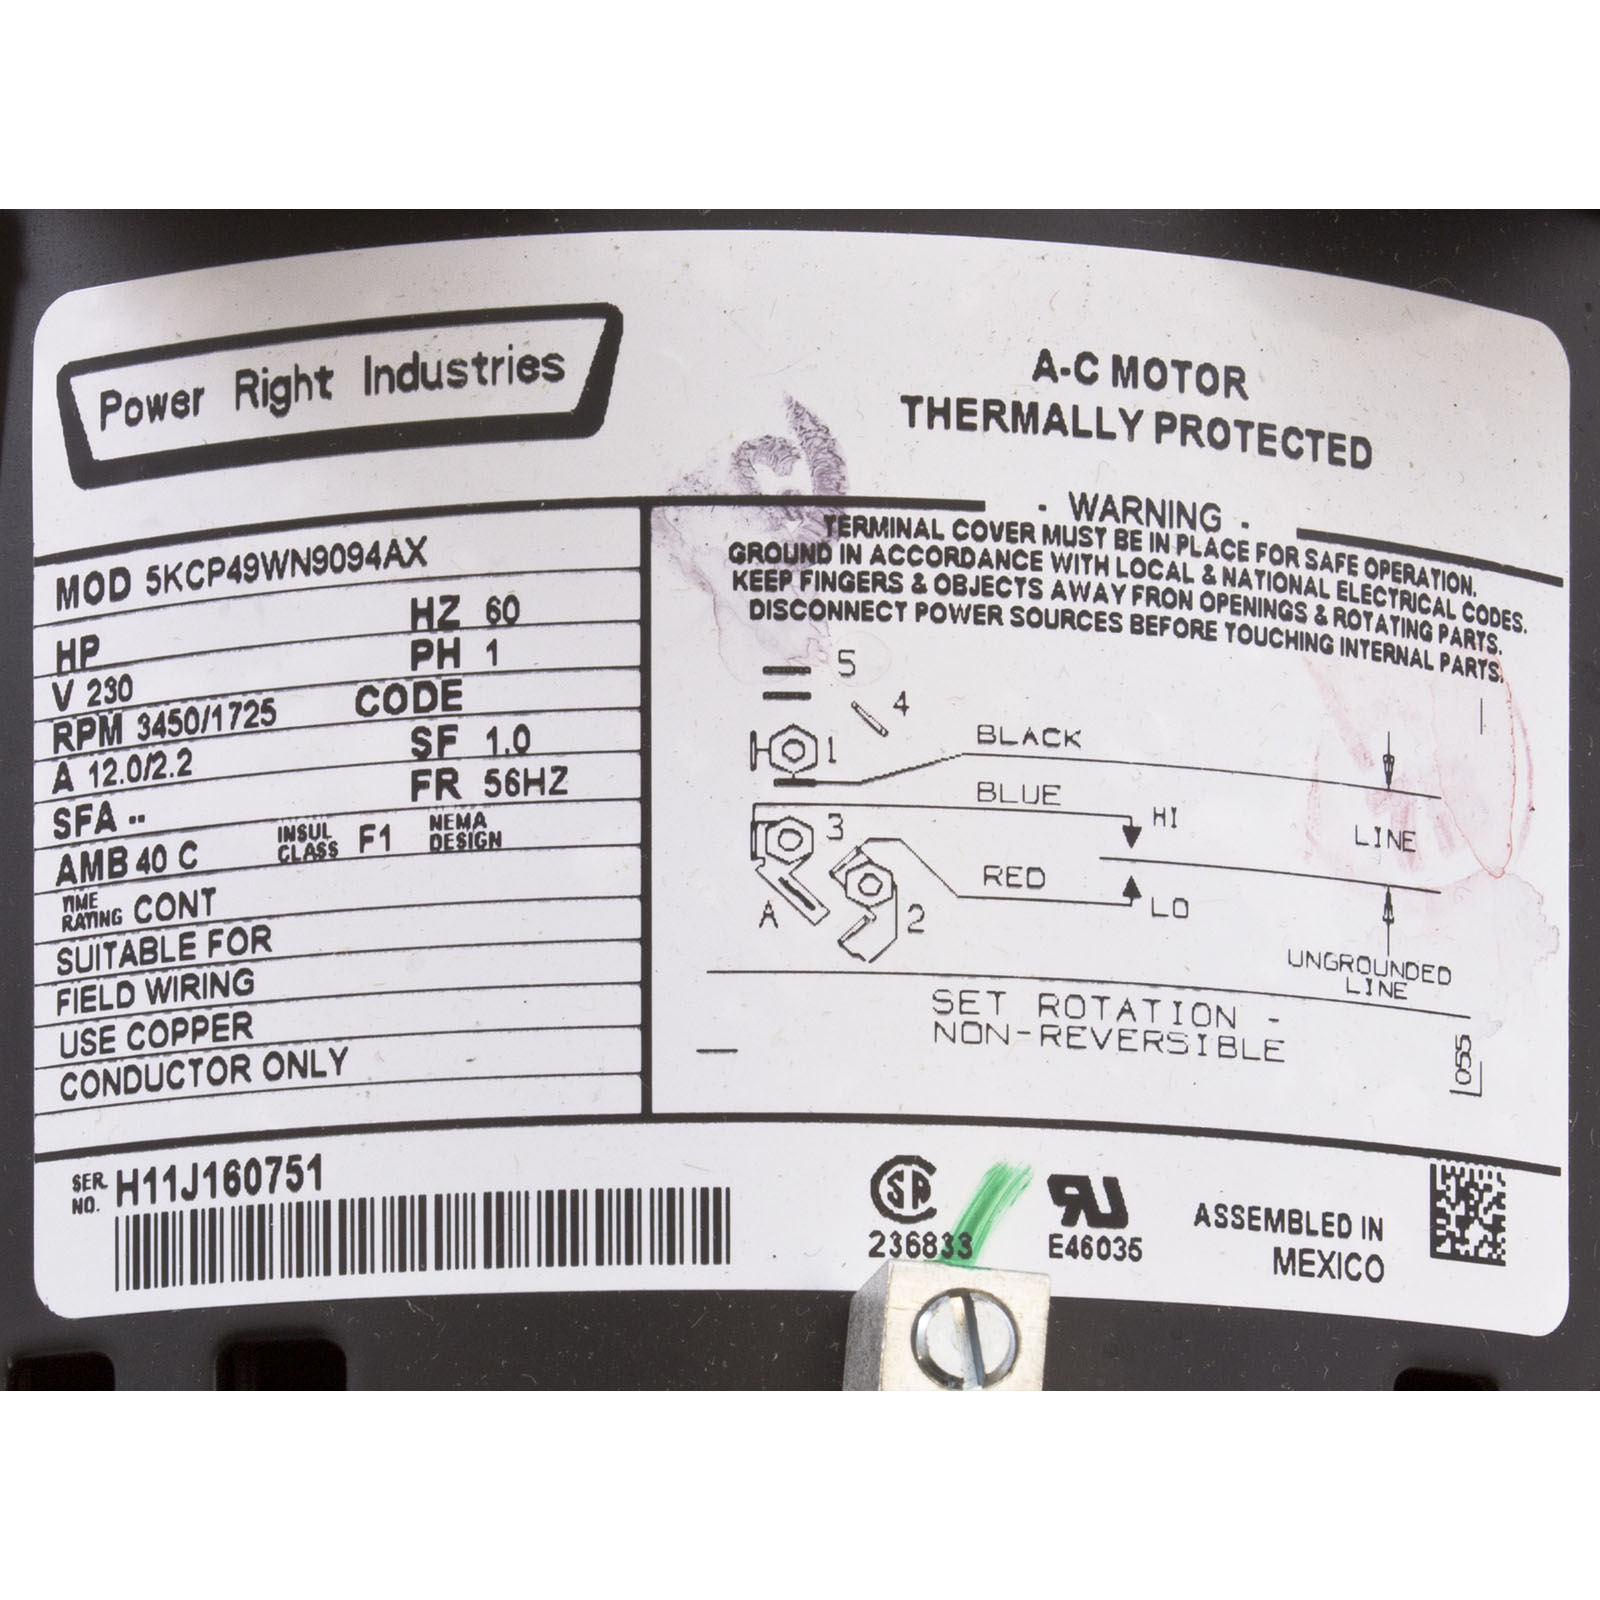 Power Right Industries
A-C MOTOR
THERMALLY PROTECTED
MOD 5KCP49WN9094AX
HZ 60
HP
PH 1
V 230
CODE
RPM 3450/1725
SF 1.0
A 12.0/2.2
FR 56HZ
SFA --
AMB 40 C
INSUL CLASS F1
NEMA DESIGN
TIME RATING CONT
SUITABLE FOR
FIELD WIRING
USE COPPER
CONDUCTOR ONLY
- WARNING -
TERMINAL COVER MUST BE IN PLACE FOR SAFE OPERATION.
GROUND IN ACCORDANCE WITH LOCAL & NATIONAL ELECTRICAL CODES.
KEEP FINGERS & OBJECTS AWAY FRON OPENINGS & ROTATING PARTS.
DISCONNECT POWER SOURCES BEFORE TOUCHING INTERNAL PARTS.
5
4
1
BLACK
BLUE
HI
LINE
3
RED
LO
A
2
UNGROUNDED
LINE
SET ROTATION -
NON-REVERSIBLE
055
SER. NO. H11J160751
236833
E46035
ASSEMBLED IN
MEXICO